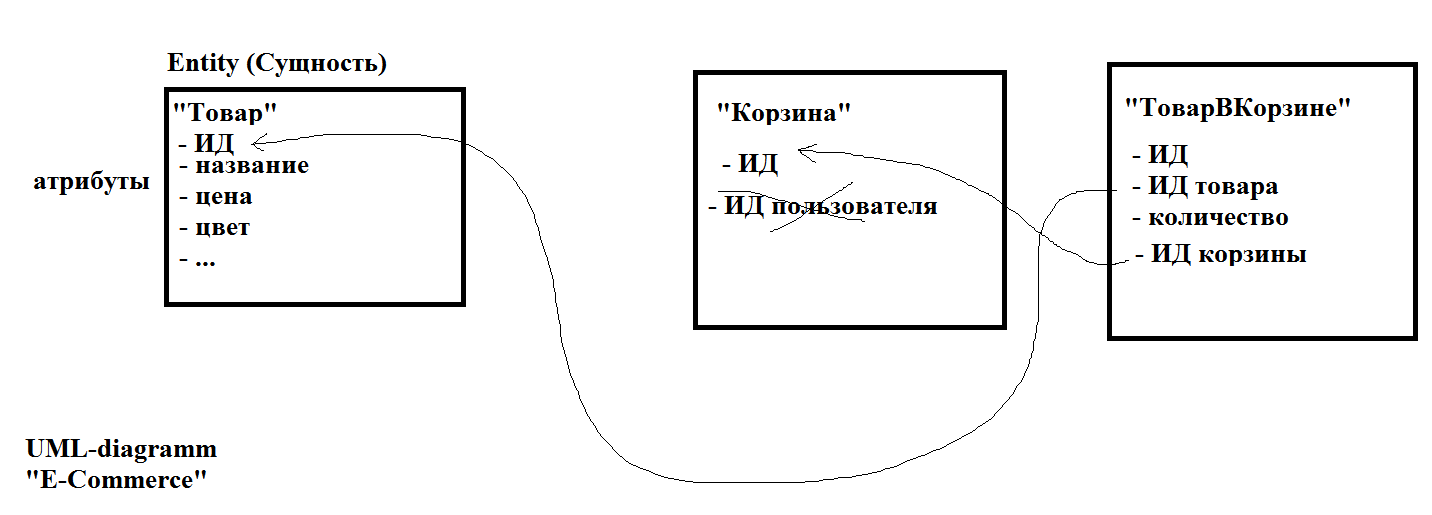 Entity (Сущность)
"Товар"
- ИД
- название
- цена
- цвет
- ...
атрибуты
"Корзина"
- ИД
- ИД пользователя
"ТоварВКорзине"
- ИД
- ИД товара
- количество
- ИД корзины
UML-diagramm
"E-Commerce"